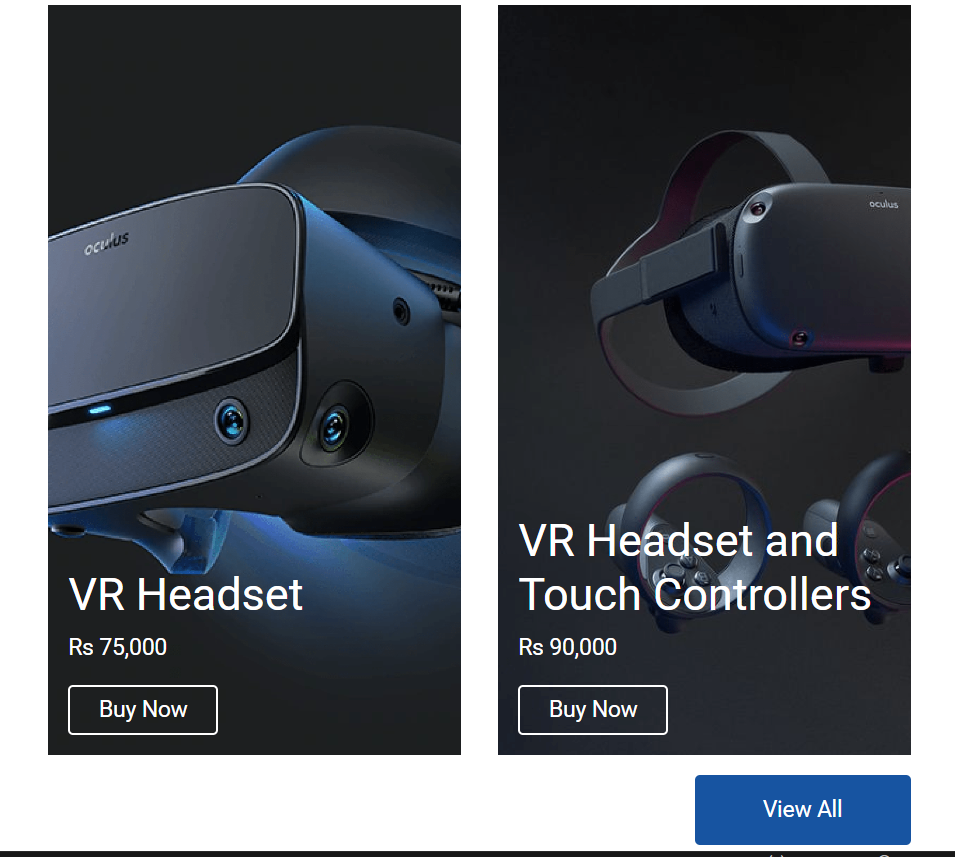 oculus
VR Headset
Rs 75,000
Buy Now
oculus
VR Headset and
Touch Controllers
Rs 90,000
Buy Now
View All